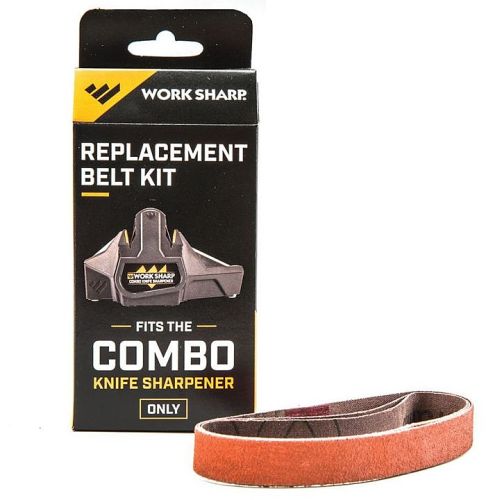 WORK SHARP
REPLACEMENT
BELT KIT
WORK SHARP
COMBO KNIFE SHARPENER
FITS THE
COMBO
KNIFE SHARPENER
ONLY